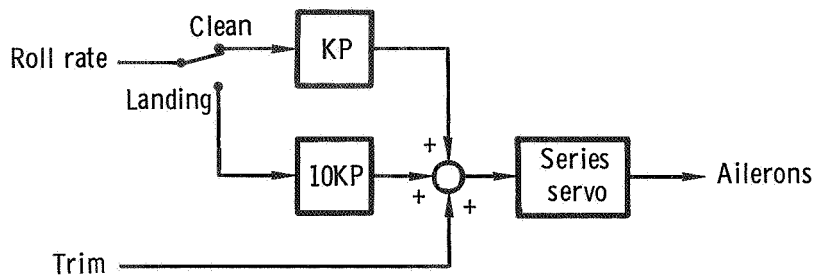 Clean
Roll rate
KP
Landing
+
10KP
+
+
Series
servo
Ailerons
Trim